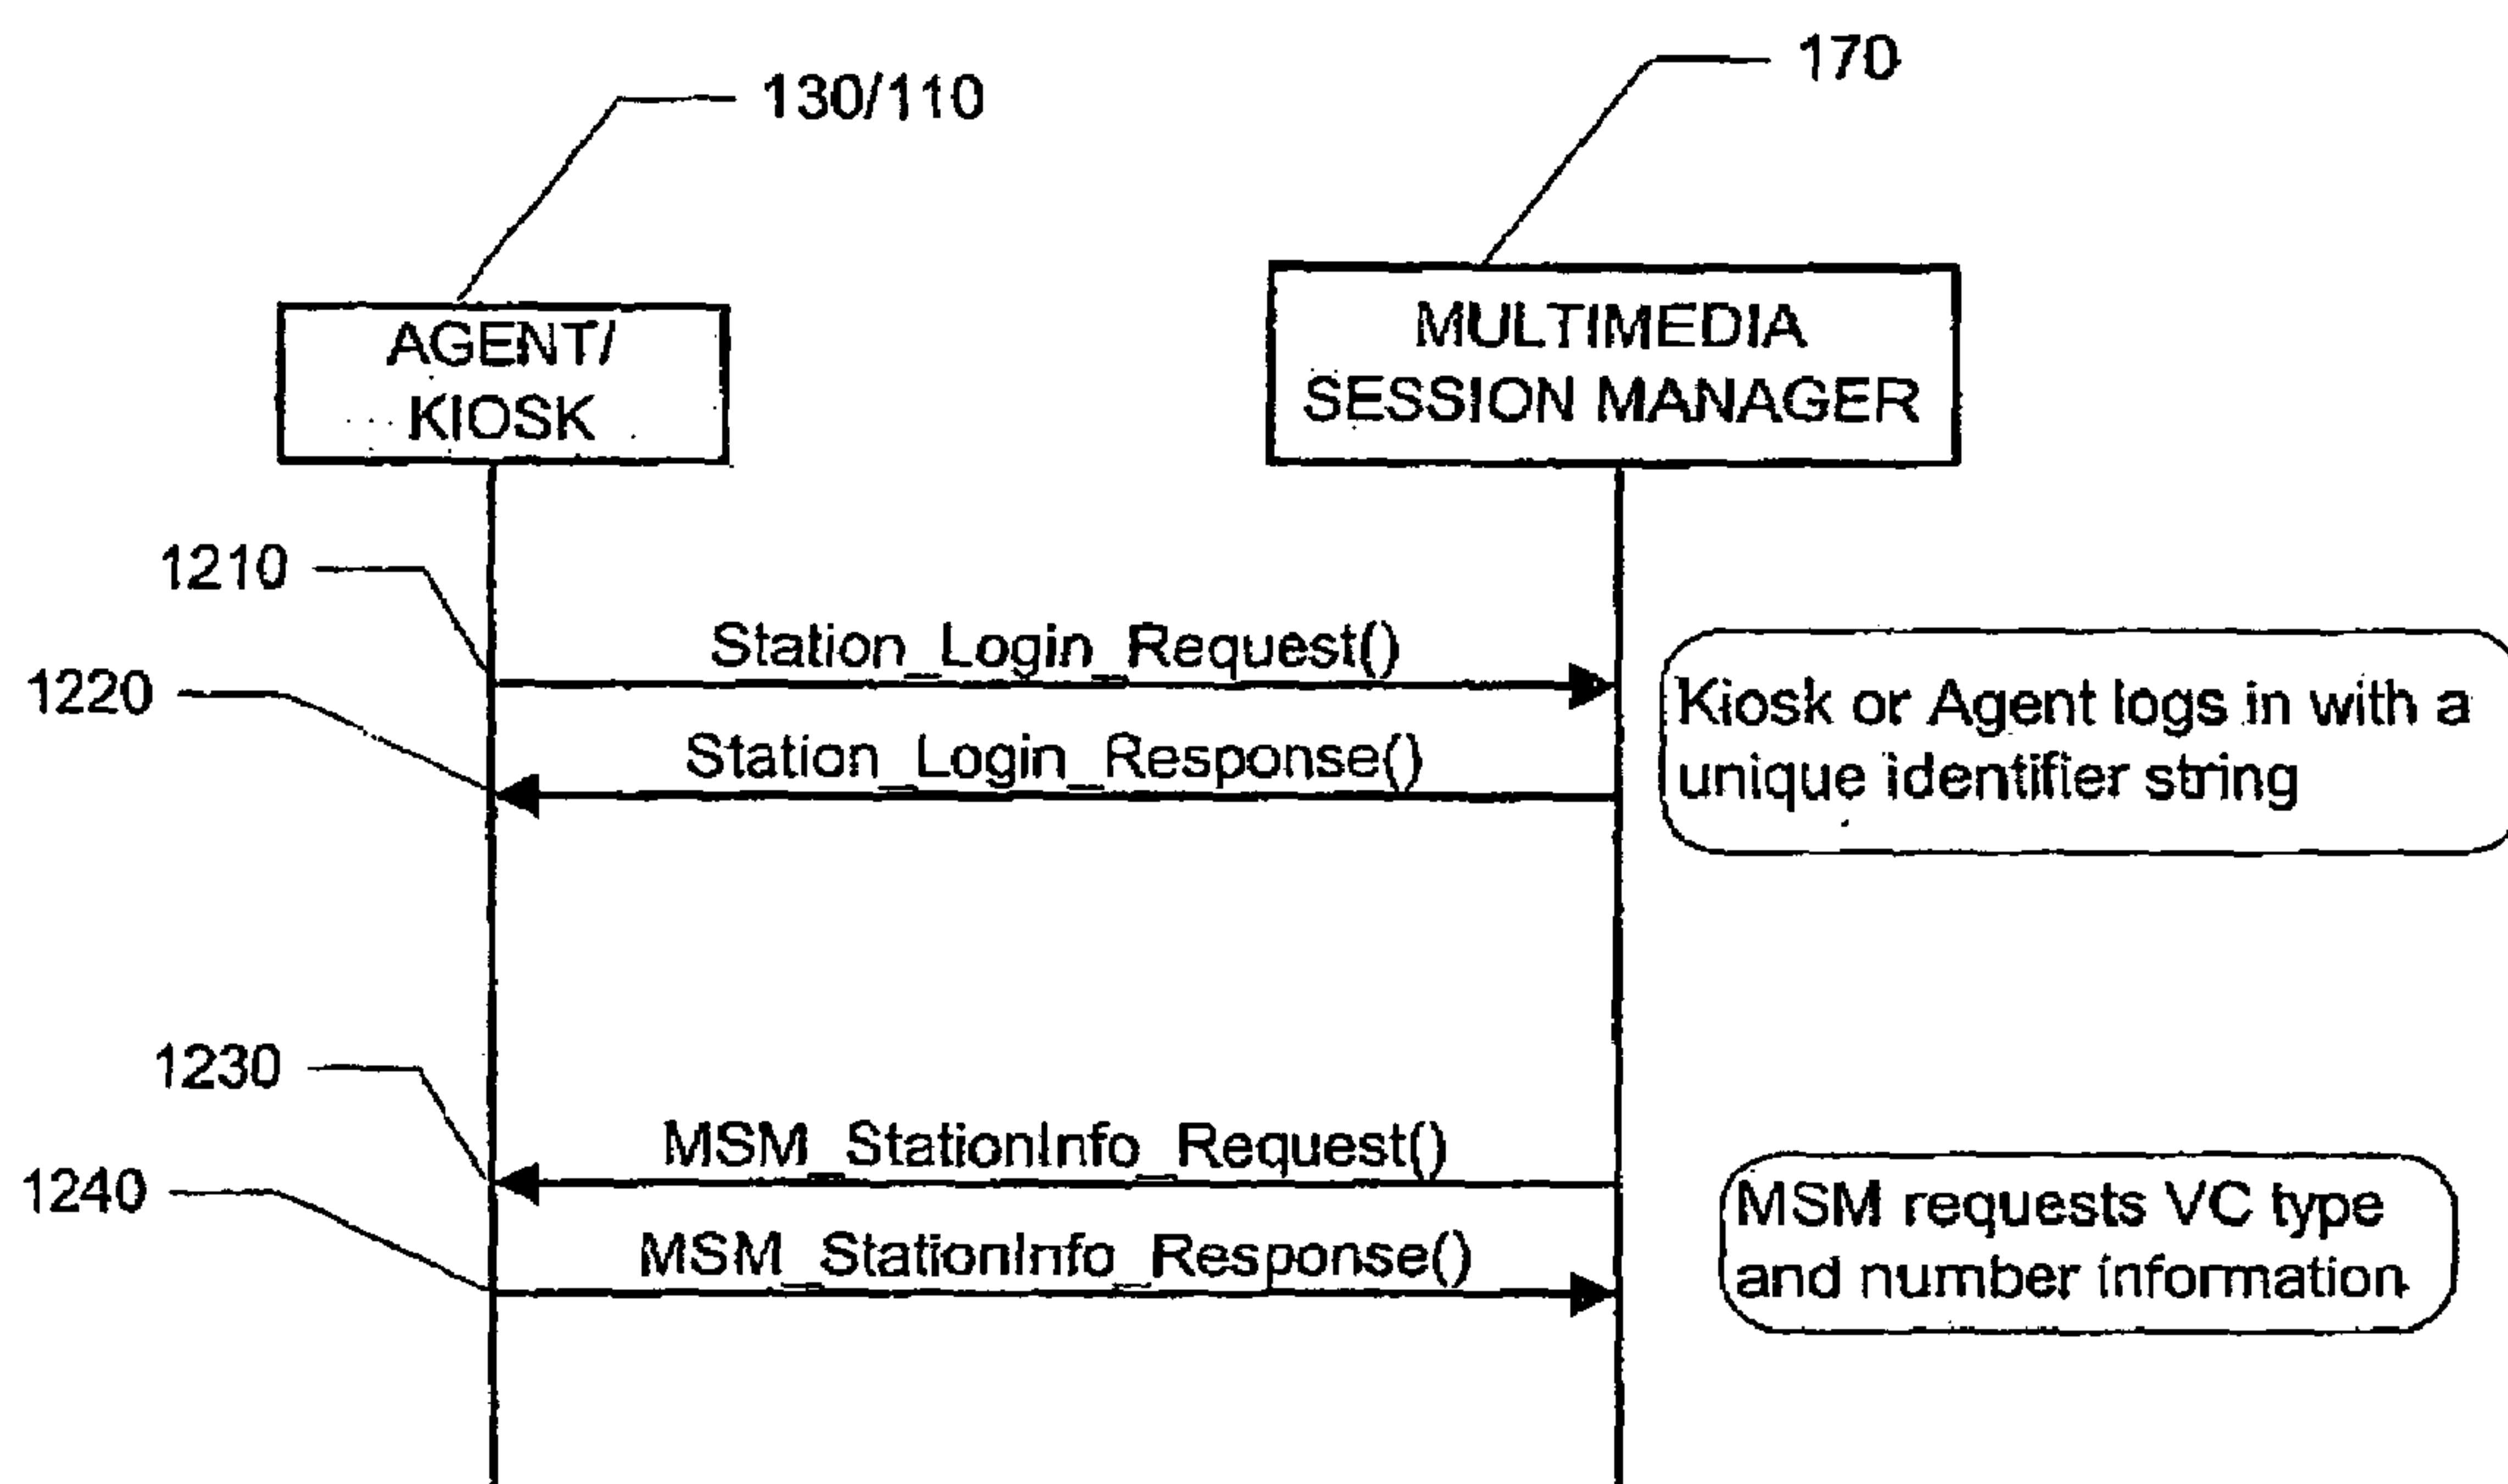 170
130/110
AGENT/
KIOSK
MULTIMEDIA
SESSION MANAGER
1210
Station_Login_Request()
1220
Station_Login_Response()
Kiosk or Agent logs in with a
unique identifier string
1230
MSM_StationInfo_Request()
1240
MSM_StationInfo_Response()
MSM requests VC type
and number information